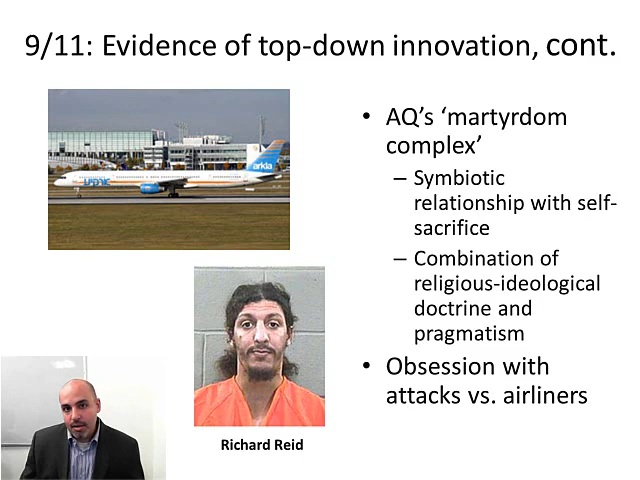 9/11: Evidence of top-down innovation, cont.
arkia
• AQ's 'martyrdom
complex'
– Symbiotic
relationship with self-
sacrifice
– Combination of
religious-ideological
doctrine and
pragmatism
• Obsession with
attacks vs. airliners
Richard Reid